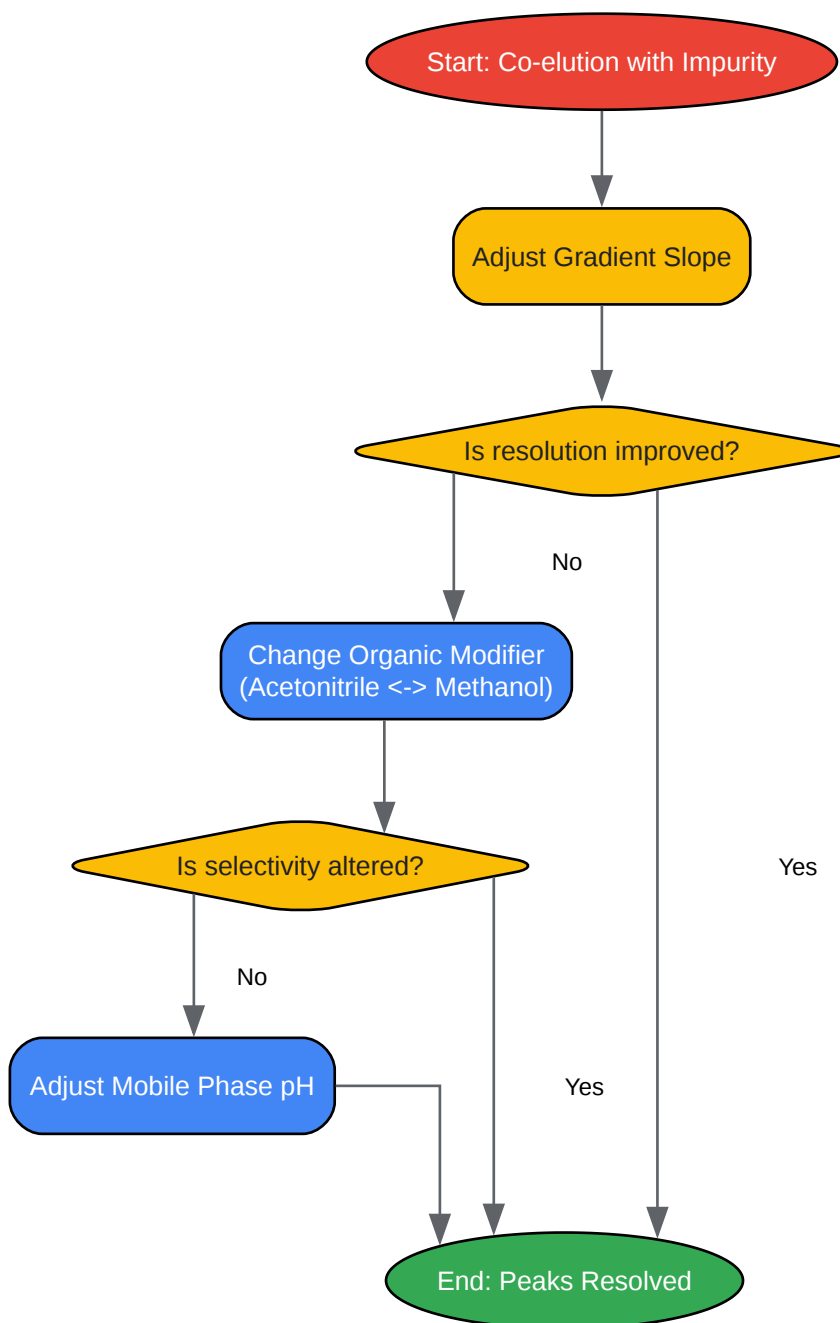 Start: Co-elution with Impurity
Adjust Gradient Slope
Is resolution improved?
No
Change Organic Modifier
(Acetonitrile <-> Methanol)
Is selectivity altered?
Yes
No
Adjust Mobile Phase pH
Yes
End: Peaks Resolved